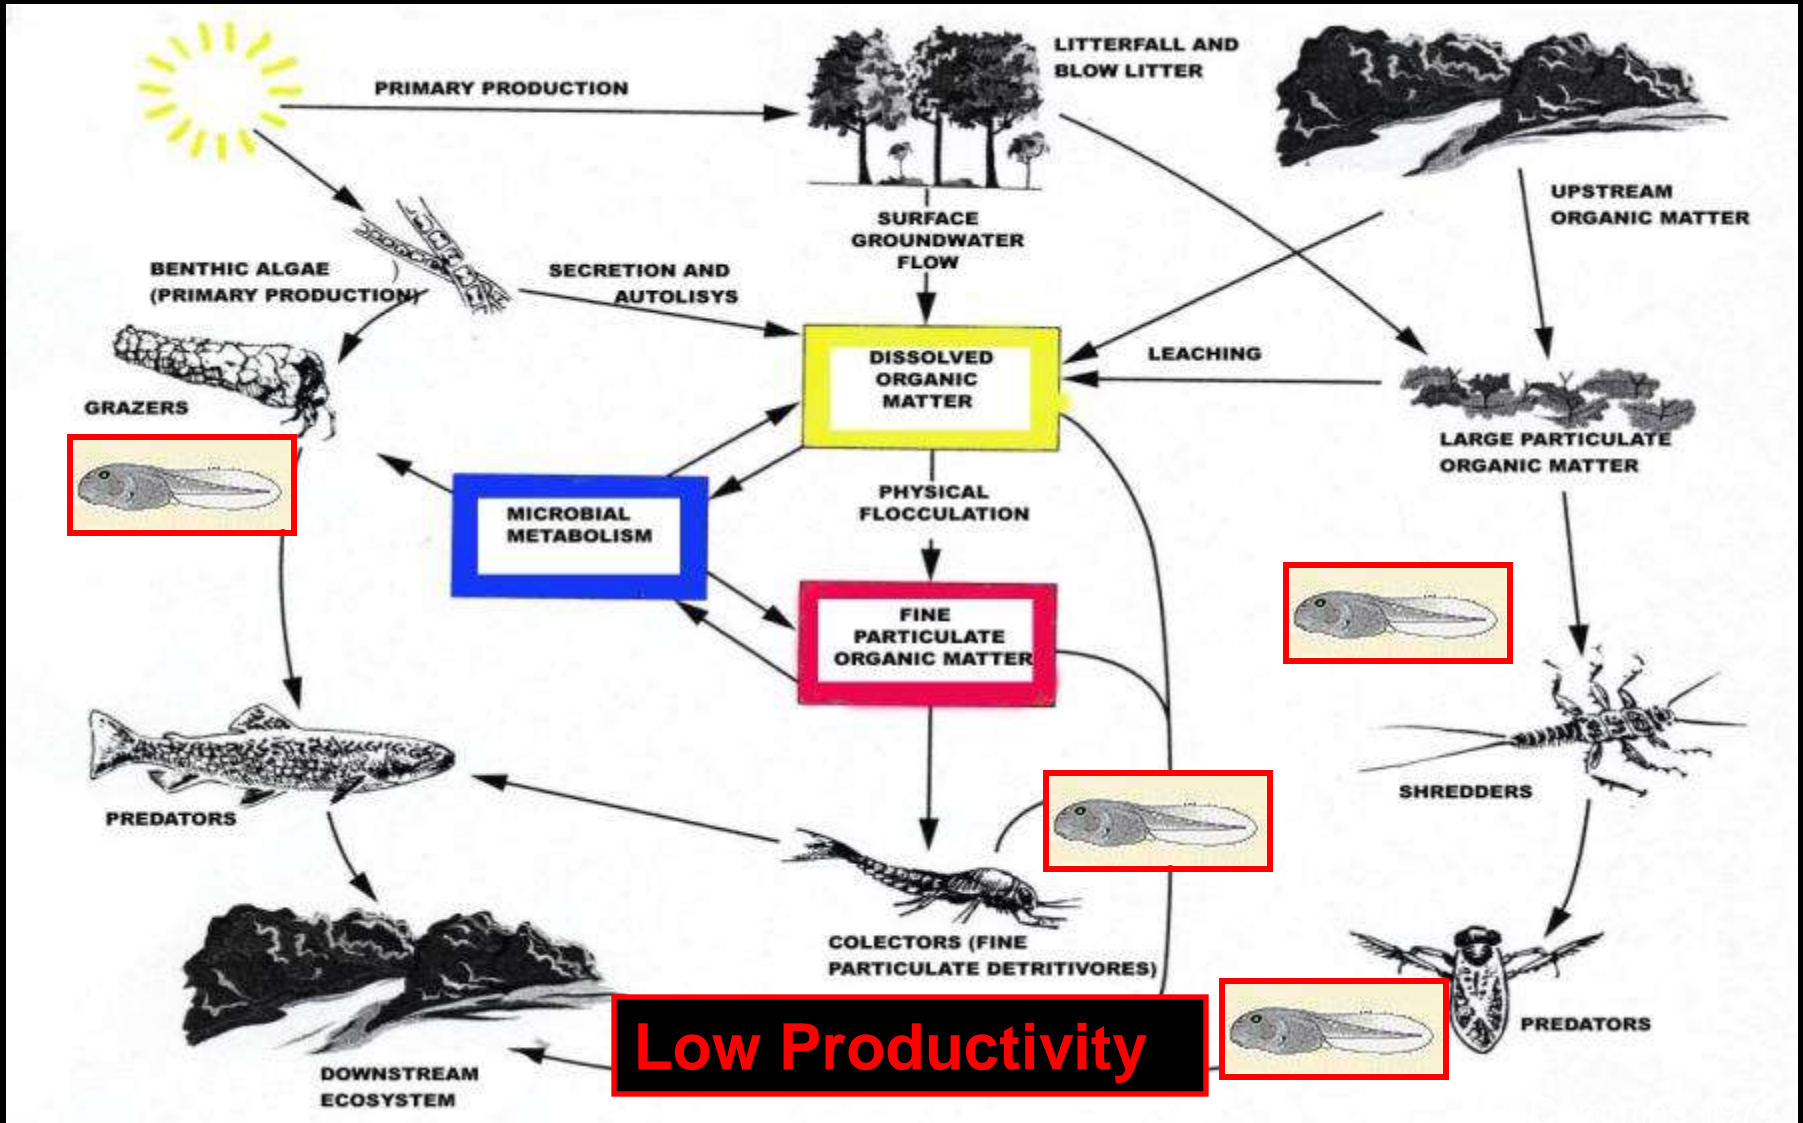 PRIMARY PRODUCTION
LITTERFALL AND
BLOW LITTER
UPSTREAM
ORGANIC MATTER
SURFACE
GROUNDWATER
FLOW
BENTHIC ALGAE
(PRIMARY PRODUCTION)
SECRETION AND
AUTOLISYS
DISSOLVED
ORGANIC
MATTER
LEACHING
GRAZERS
LARGE PARTICULATE
ORGANIC MATTER
MICROBIAL
METABOLISM
PHYSICAL
FLOCCULATION
FINE
PARTICULATE
ORGANIC MATTER
PREDATORS
SHREDDERS
COLECTORS (FINE
PARTICULATE DETRITIVORES)
Low Productivity
PREDATORS
DOWNSTREAM
ECOSYSTEM